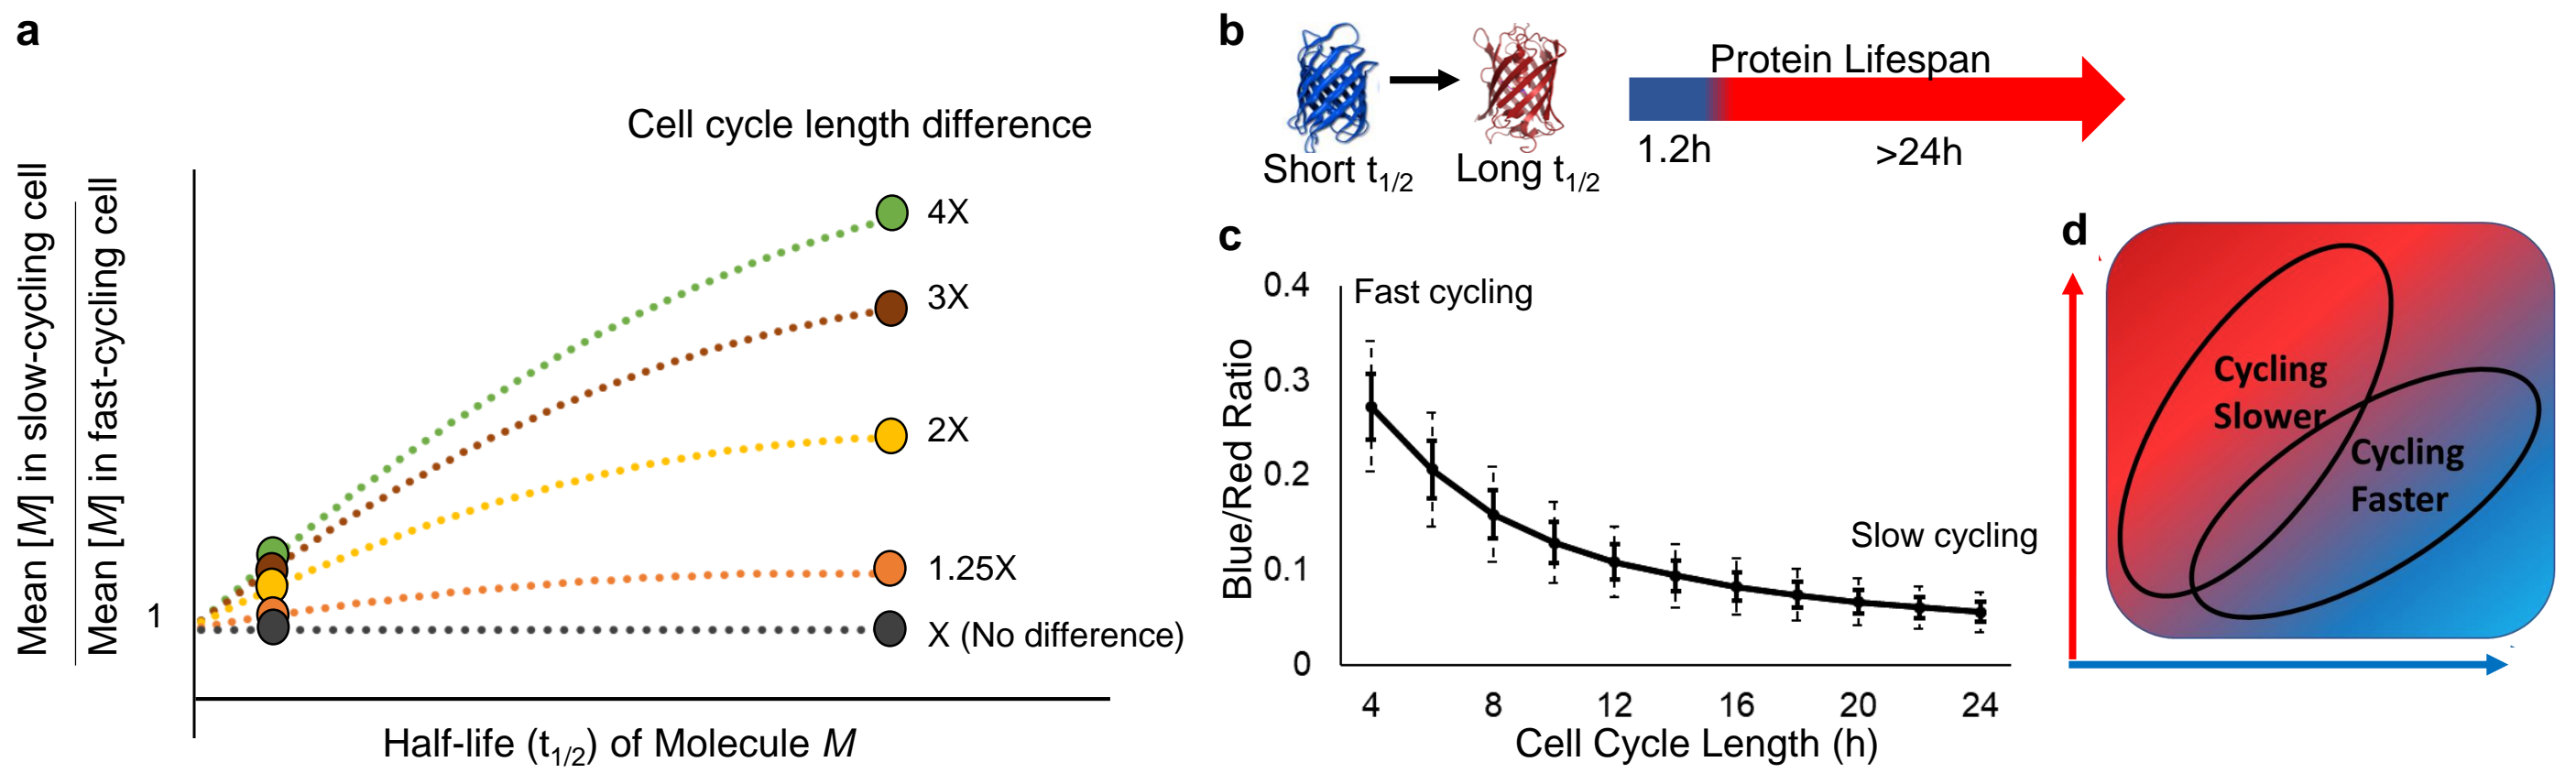 a
Cell cycle length difference
Mean [M] in slow-cycling cell
Mean [M] in fast-cycling cell
4X
3X
2X
1.25X
X (No difference)
1
Half-life (t1/2) of Molecule M
b
Short t1/2
Long t1/2
Protein Lifespan
1.2h
>24h
c
Blue/Red Ratio
0.4
0.3
0.2
0.1
0
Fast cycling
Slow cycling
4 8 12 16 20 24
Cell Cycle Length (h)
d
Cycling
Slower
Cycling
Faster